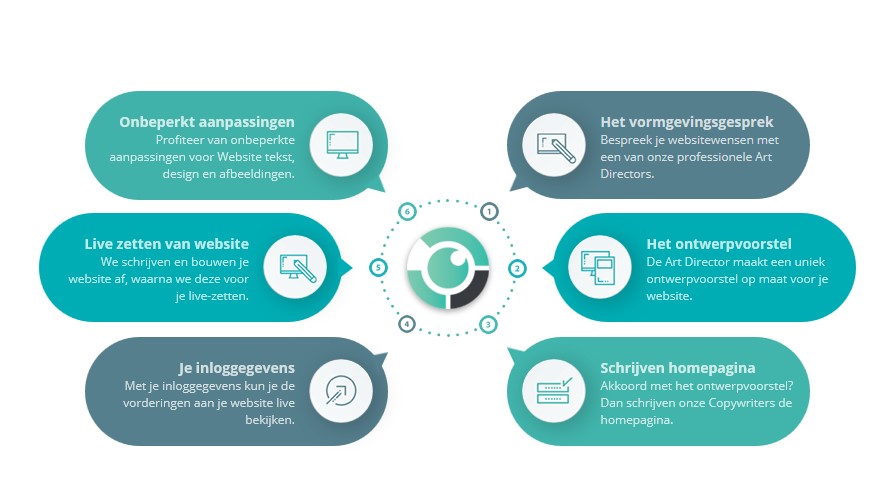 Onbeperkt aanpassingen
Profiteer van onbeperkte
aanpassingen voor Website tekst,
design en afbeeldingen.
Het vormgevingsgesprek
Bespreek je websitewensen met
een van onze professionele Art
Directors.
6
1
Live zetten van website
We schrijven en bouwen je
website af, waarna we deze voor
je live-zetten.
5
2
Het ontwerpvoorstel
De Art Director maakt een uniek
ontwerpvoorstel op maat voor je
website.
4
3
Je inloggegevens
Met je inloggegevens kun je de
vorderingen aan je website live
bekijken.
Schrijven homepagina
Akkoord met het ontwerpvoorstel?
Dan schrijven onze Copywriters de
homepagina.